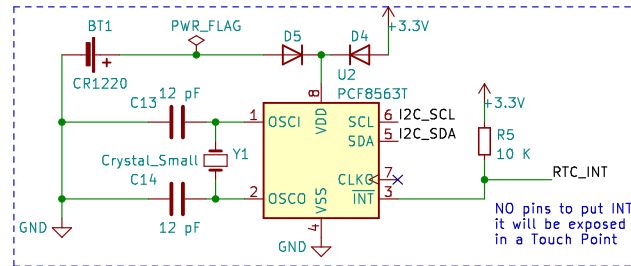 BT1
PWR_FLAG
D5
D4
+3.3V
+
CR1220
U2
PCF8563T
8
VDD
C13
12 pF
1
OSCI
SCL
6
I2C_SCL
SDA
5
I2C_SDA
+3.3V
R5
10 K
Crystal_Small
Y1
CLKO
7
RTC_INT
C14
2
OSCO
INT
3
VSS
4
12 pF
GND
GND
NO pins to put INT
it will be exposed
in a Touch Point